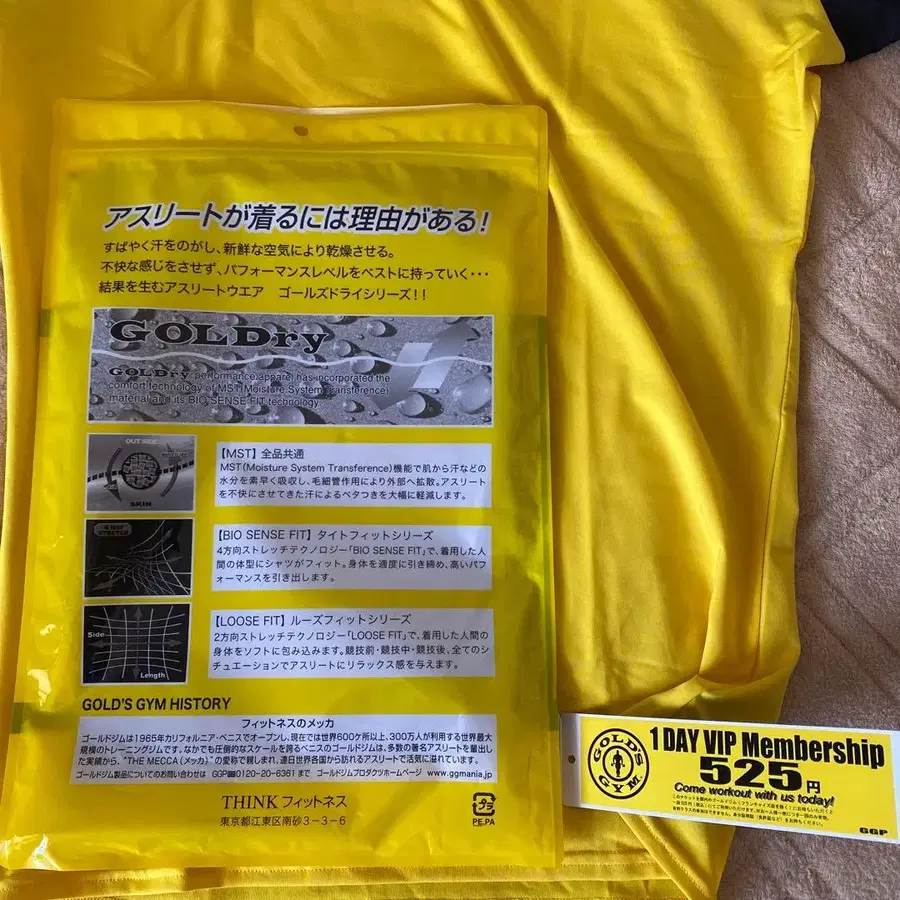 アスリートが着るには理由がある!
すばやく汗をのがし、新鮮な空気により乾燥させる。
不快な感じをさせず、パフォーマンスレベルをベストに持っていく・・・
結果を生むアスリートウエア ゴールズドライシリーズ!!
GOLDry
GOLDry performance apparel has incorporated the
comfort technology of MST (Moisture System Transference)
material and its BIO SENSE FIT technology.
OUT SIDE
SKIN
【MST】全品共通
MST(Moisture System Transference)機能で肌から汗などの
水分を素早く吸収し、毛細管作用により外部へ拡散。アスリート
を不快にさせてきた汗によるベタつきを大幅に軽減します。
4 WAY
【BIO SENSE FIT】タイトフィットシリーズ
4方向ストレッチテクノロジー「BIO SENSE FIT」で、着用した人
間の体型にシャツがフィット。身体を適度に引き締め、高いパフ
ォーマンスを引き出します。
Side
Length
【LOOSE FIT】ルーズフィットシリーズ
2方向ストレッチテクノロジー「LOOSE FIT」で、着用した人間の
身体をソフトに包み込みます。競技前・競技中・競技後、全てのシ
チュエーションでアスリートにリラックス感を与えます。
GOLD'S GYM HISTORY
フィットネスのメッカ
ゴールドジムは1965年カリフォルニア・ベニスでオープンし、現在では世界600ケ所以上、300万人が利用する世界最大
規模のトレーニングジムです。なかでも圧倒的なスケールを誇るベニスのゴールドジムは、多数の著名アスリートを輩出し
た実績から、"THE MECCA(メッカ)"の愛称で親しまれ、連日世界各国から訪れるアスリートで活気に溢れています。
ゴールドジム製品についてのお問い合わせは GGP 0120-20-6361 まで ゴールドジムプロダクツホームページ www.ggmania.jp
THINKフィットネス
東京都江東区南砂3-3-6
プラ
PE.PA
GOLD'S GYM
1 DAY VIP Membership
525円
Come workout with us today!
GGP